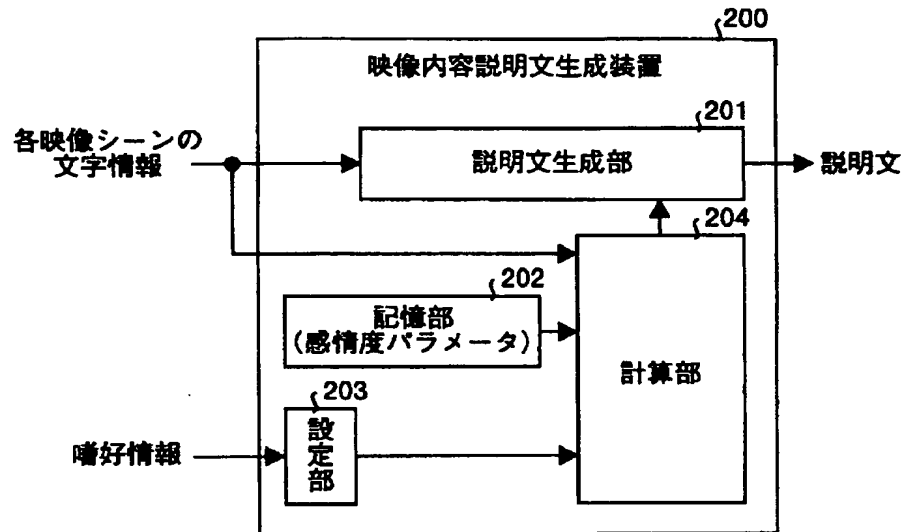 200
映像内容説明文生成装置
201
各映像シーンの
文字情報
説明文生成部
説明文
204
202
記憶部
(感情度パラメータ)
計算部
203
設定部
嗜好情報